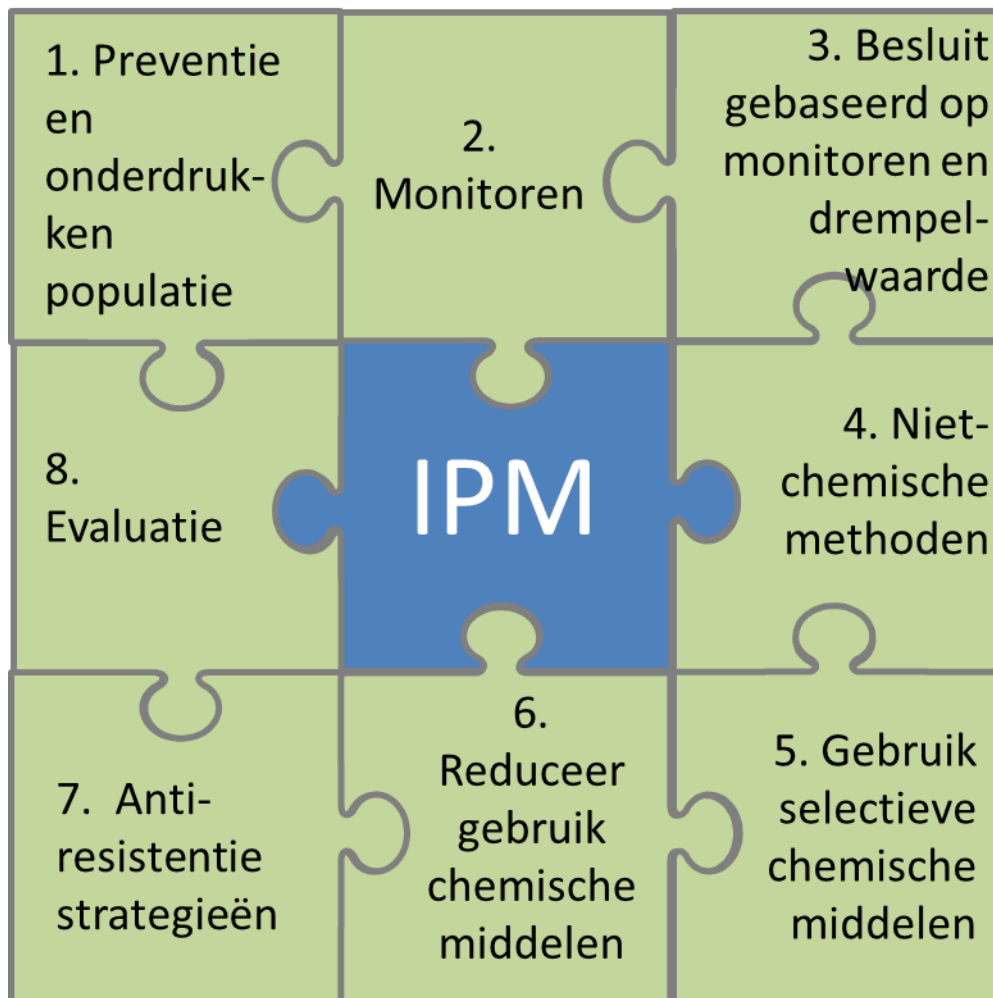 1. Preventie
en
onderdruk-
ken
populatie
2.
Monitoren
3. Besluit
gebaseerd op
monitoren en
drempel-
waarde
8.
Evaluatie
IPM
4. Niet-
chemische
methoden
7. Anti-
resistentie
strategieën
6.
Reduceer
gebruik
chemische
middelen
5. Gebruik
selectieve
chemische
middelen